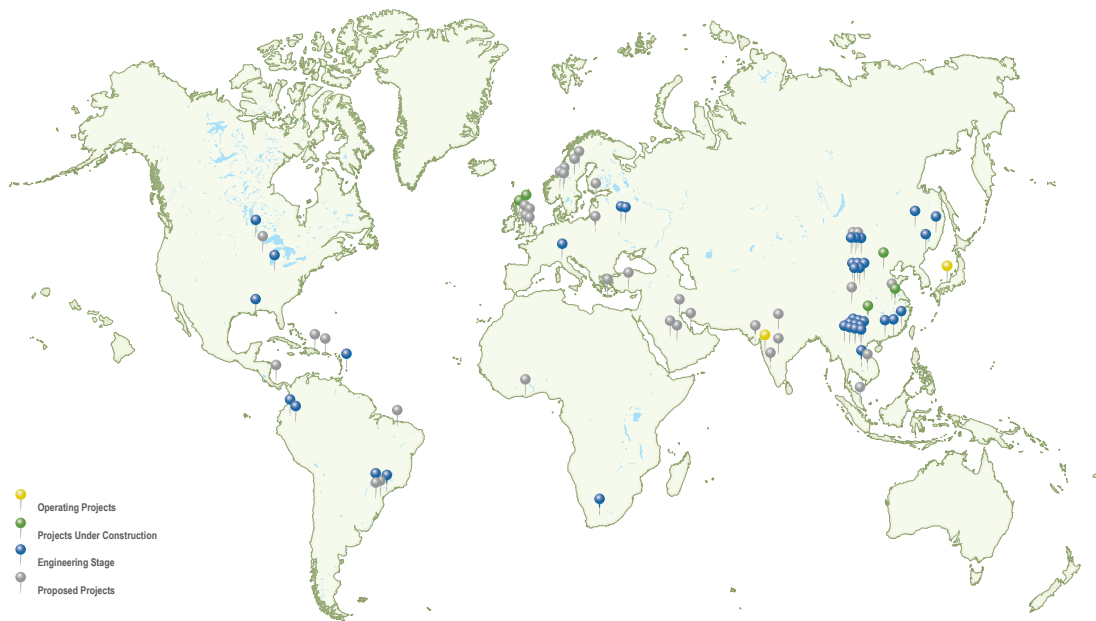 Operating Projects
Projects Under Construction
Engineering Stage
Proposed Projects